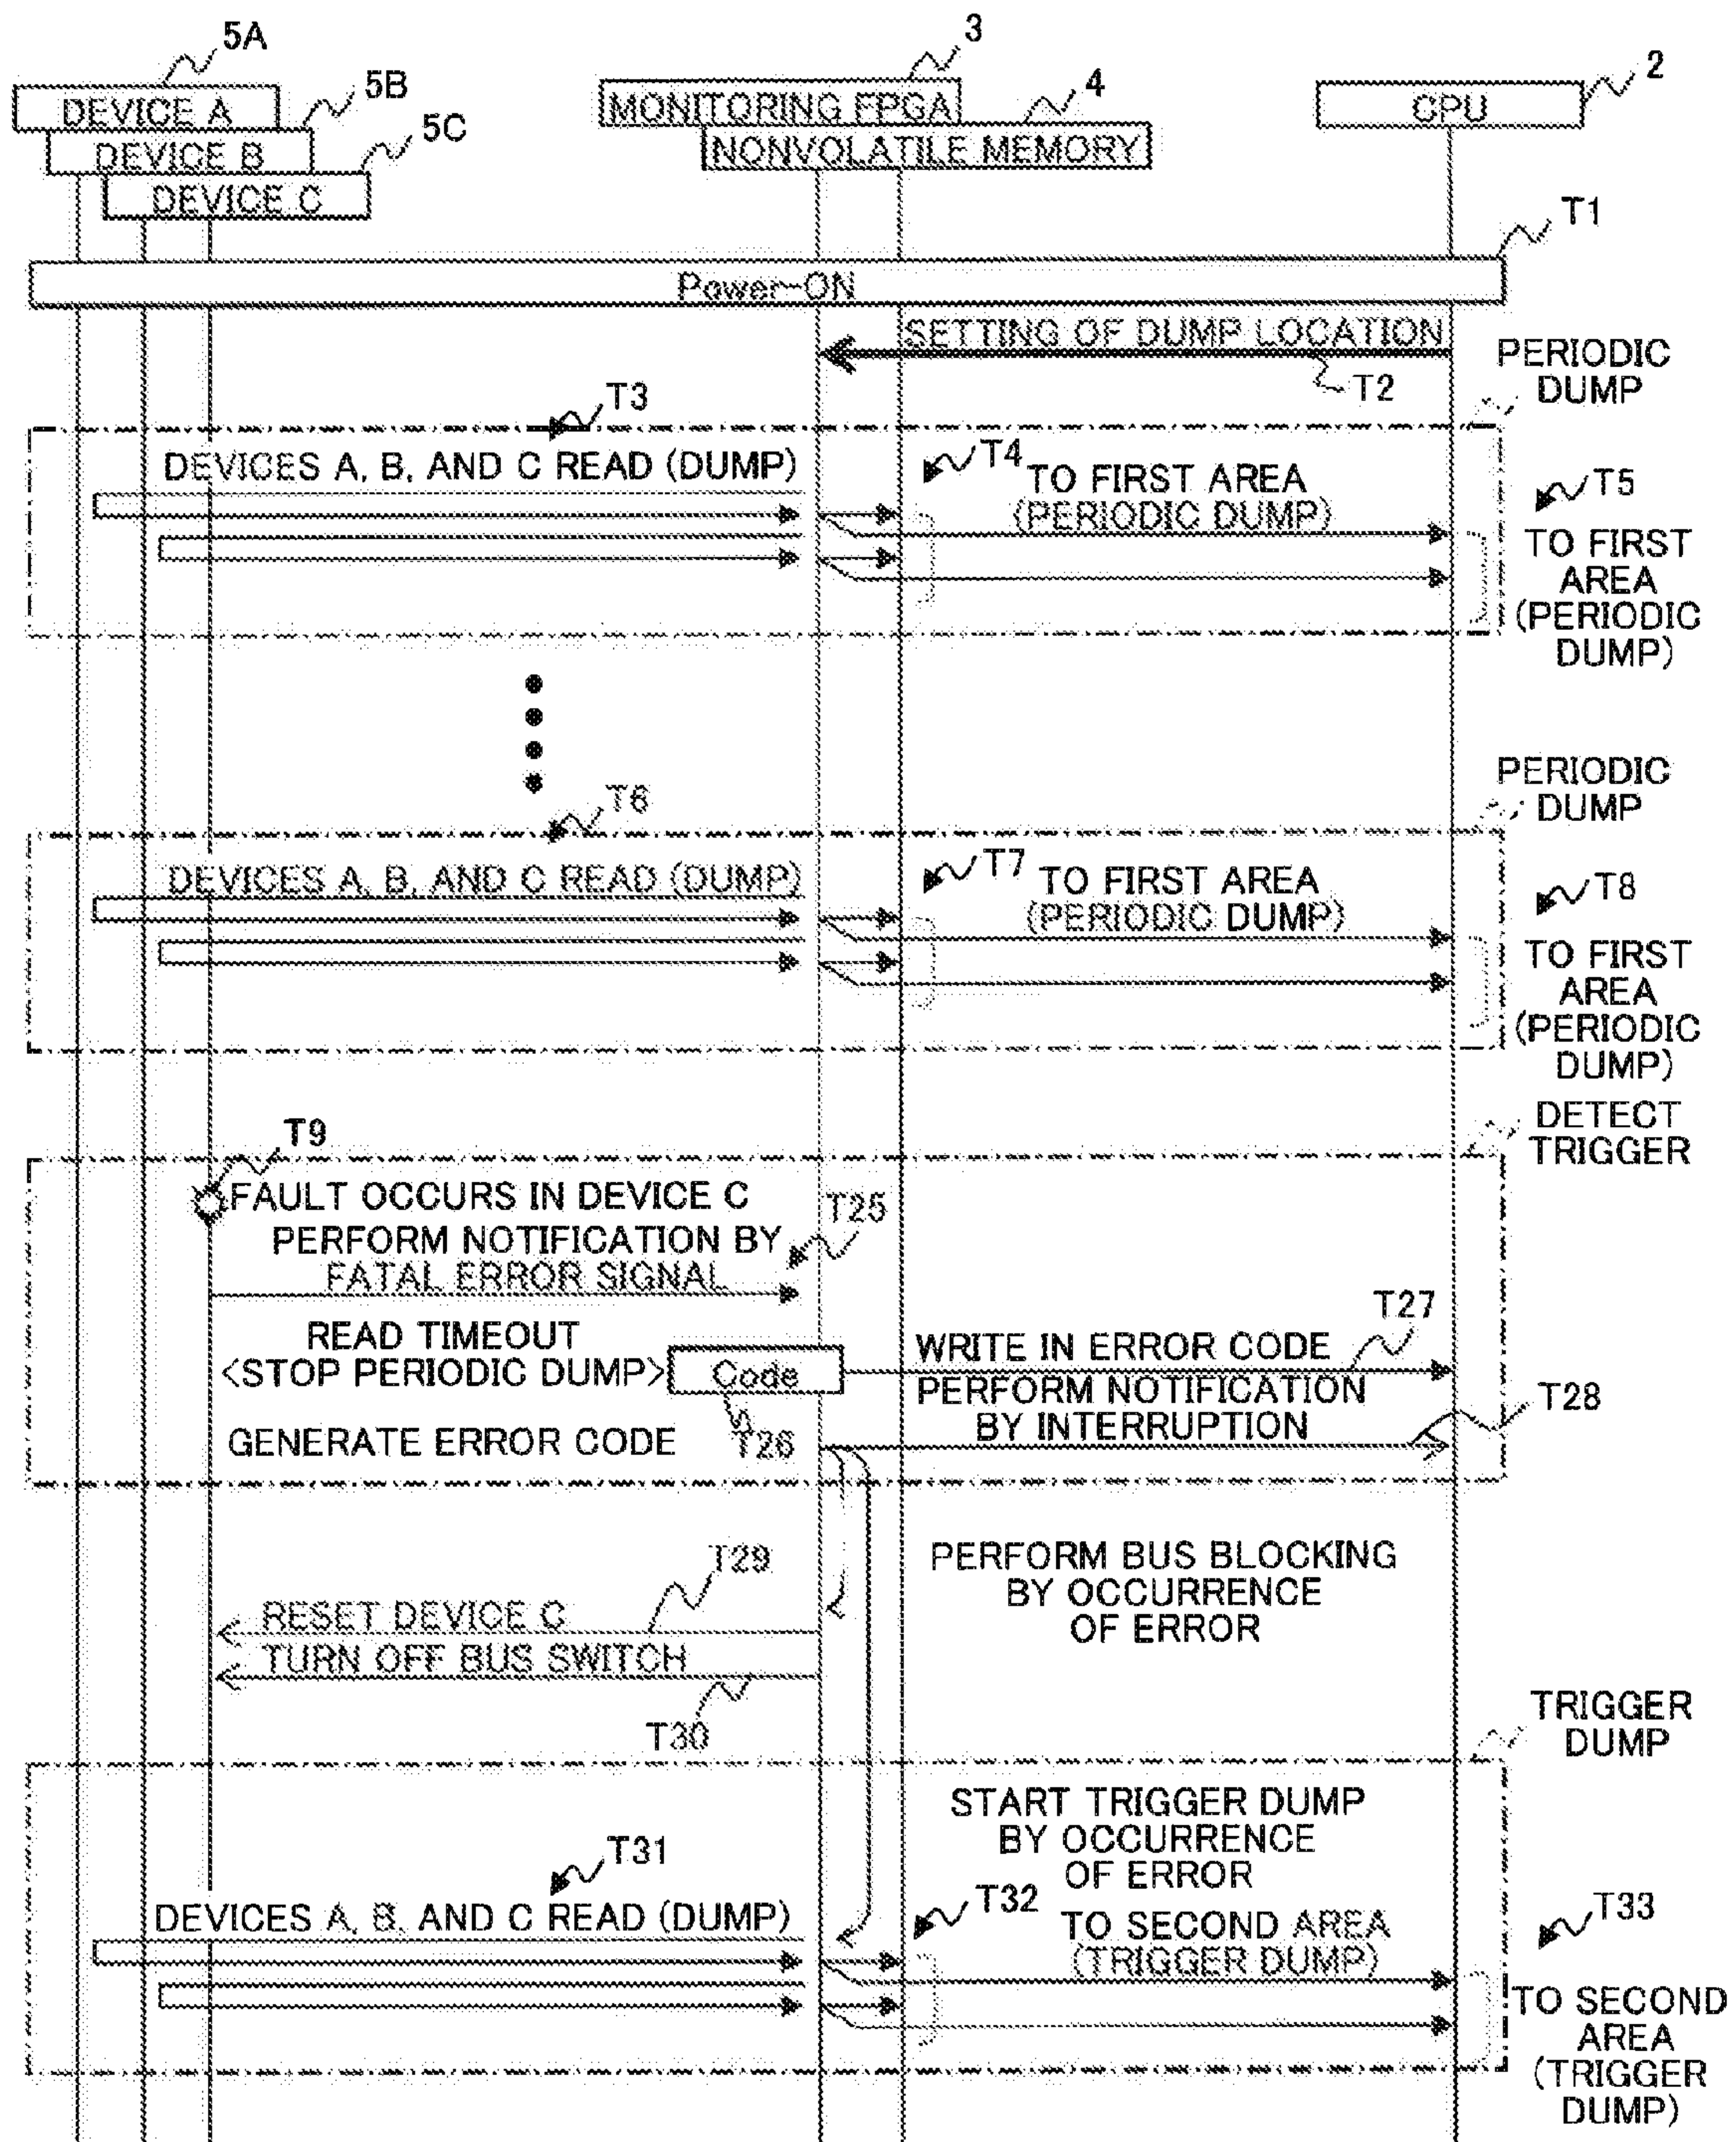 5A
DEVICE A
5B
DEVICE B
5C
DEVICE C
3
MONITORING FPGA
4
NONVOLATILE MEMORY
2
CPU
T1
Power-ON
SETTING OF DUMP LOCATION
T2
PERIODIC
DUMP
T3
DEVICES A, B, AND C READ (DUMP)
T4
TO FIRST AREA
(PERIODIC DUMP)
T5
TO FIRST
AREA
(PERIODIC
DUMP)
PERIODIC
DUMP
T6
DEVICES A, B, AND C READ (DUMP)
T7
TO FIRST AREA
(PERIODIC DUMP)
T8
TO FIRST
AREA
(PERIODIC
DUMP)
DETECT
TRIGGER
T9
FAULT OCCURS IN DEVICE C
PERFORM NOTIFICATION BY
FATAL ERROR SIGNAL
T25
READ TIMEOUT
<STOP PERIODIC DUMP>
Code
T26
GENERATE ERROR CODE
WRITE IN ERROR CODE
T27
PERFORM NOTIFICATION
BY INTERRUPTION
T28
PERFORM BUS BLOCKING
BY OCCURRENCE
OF ERROR
T29
RESET DEVICE C
TURN OFF BUS SWITCH
T30
TRIGGER
DUMP
START TRIGGER DUMP
BY OCCURRENCE
OF ERROR
T31
DEVICES A, B, AND C READ (DUMP)
T32
TO SECOND AREA
(TRIGGER DUMP)
T33
TO SECOND
AREA
(TRIGGER
DUMP)